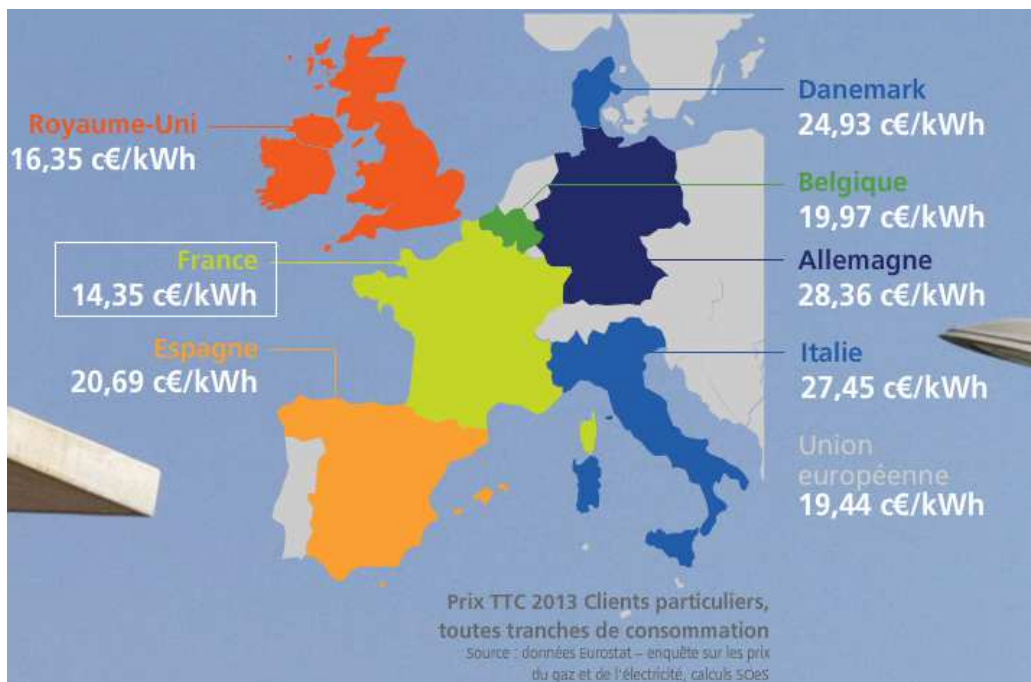 Royaume-Uni
16,35 c€/kWh
France
14,35 c€/kWh
Espagne
20,69 c€/kWh
Danemark
24,93 c€/kWh
Belgique
19,97 c€/kWh
Allemagne
28,36 c€/kWh
Italie
27,45 c€/kWh
Union
européenne
19,44 c€/kWh
Prix TTC 2013 Clients particuliers,
toutes tranches de consommation
Source : données Eurostat – enquête sur les prix
du gaz et de l'électricité, calculs SOeS